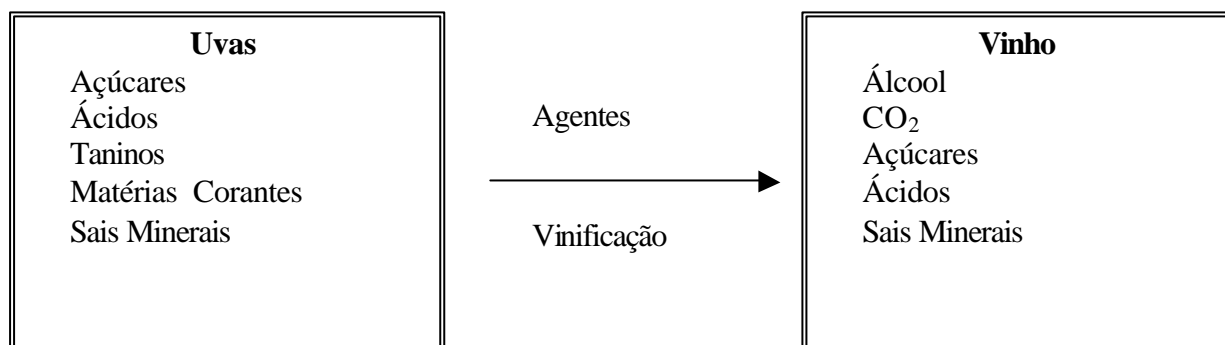 Uvas
Açúcares
Ácidos
Taninos
Matérias Corantes
Sais Minerais
Agentes
Vinificação
Vinho
Álcool
CO₂
Açúcares
Ácidos
Sais Minerais